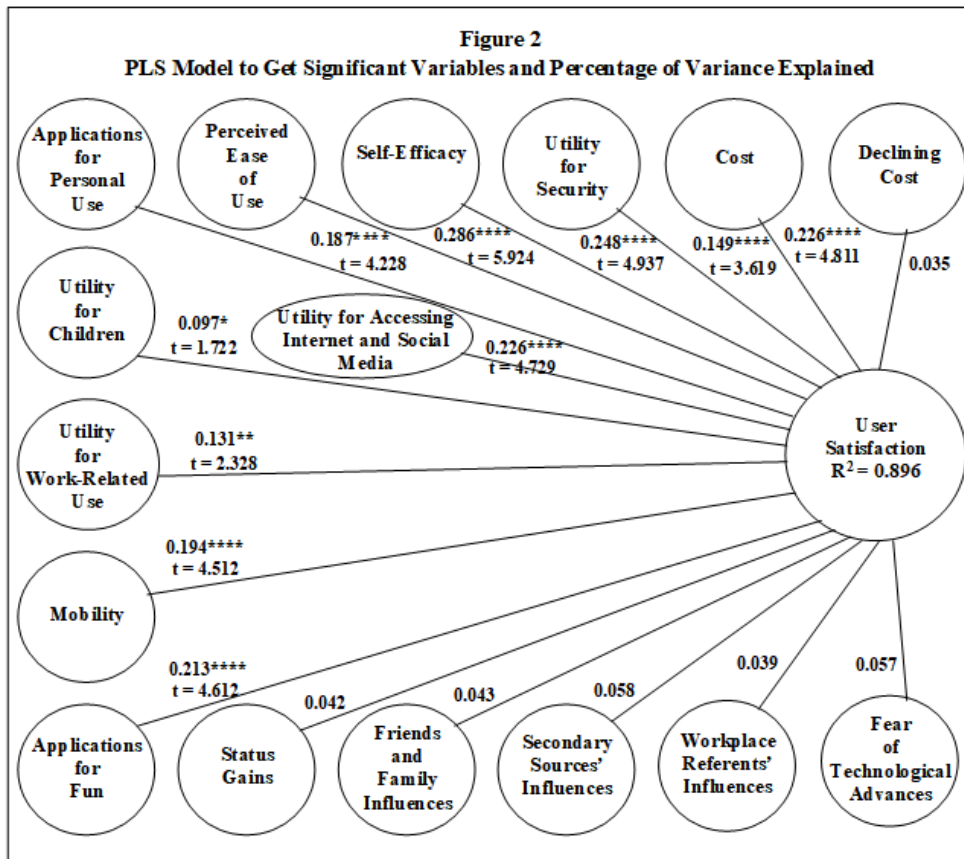 Figure 2
PLS Model to Get Significant Variables and Percentage of Variance Explained
Applications
for
Personal
Use
Perceived
Ease
of
Use
Self-Efficacy
Utility
for
Security
Cost
Declining
Cost
0.187****
t = 4.228
0.286****
t = 5.924
0.248****
t = 4.937
0.149****
t = 3.619
0.226****
t = 4.811
0.035
Utility
for
Children
0.097*
t = 1.722
Utility for Accessing
Internet and Social
Media
0.226****
t = 4.729
User
Satisfaction
R² = 0.896
Utility
for
Work-Related
Use
0.131**
t = 2.328
Mobility
0.194****
t = 4.512
0.213****
t = 4.612
0.042
0.043
0.058
0.039
0.057
Applications
for
Fun
Status
Gains
Friends
and
Family
Influences
Secondary
Sources'
Influences
Workplace
Referents'
Influences
Fear
of
Technological
Advances